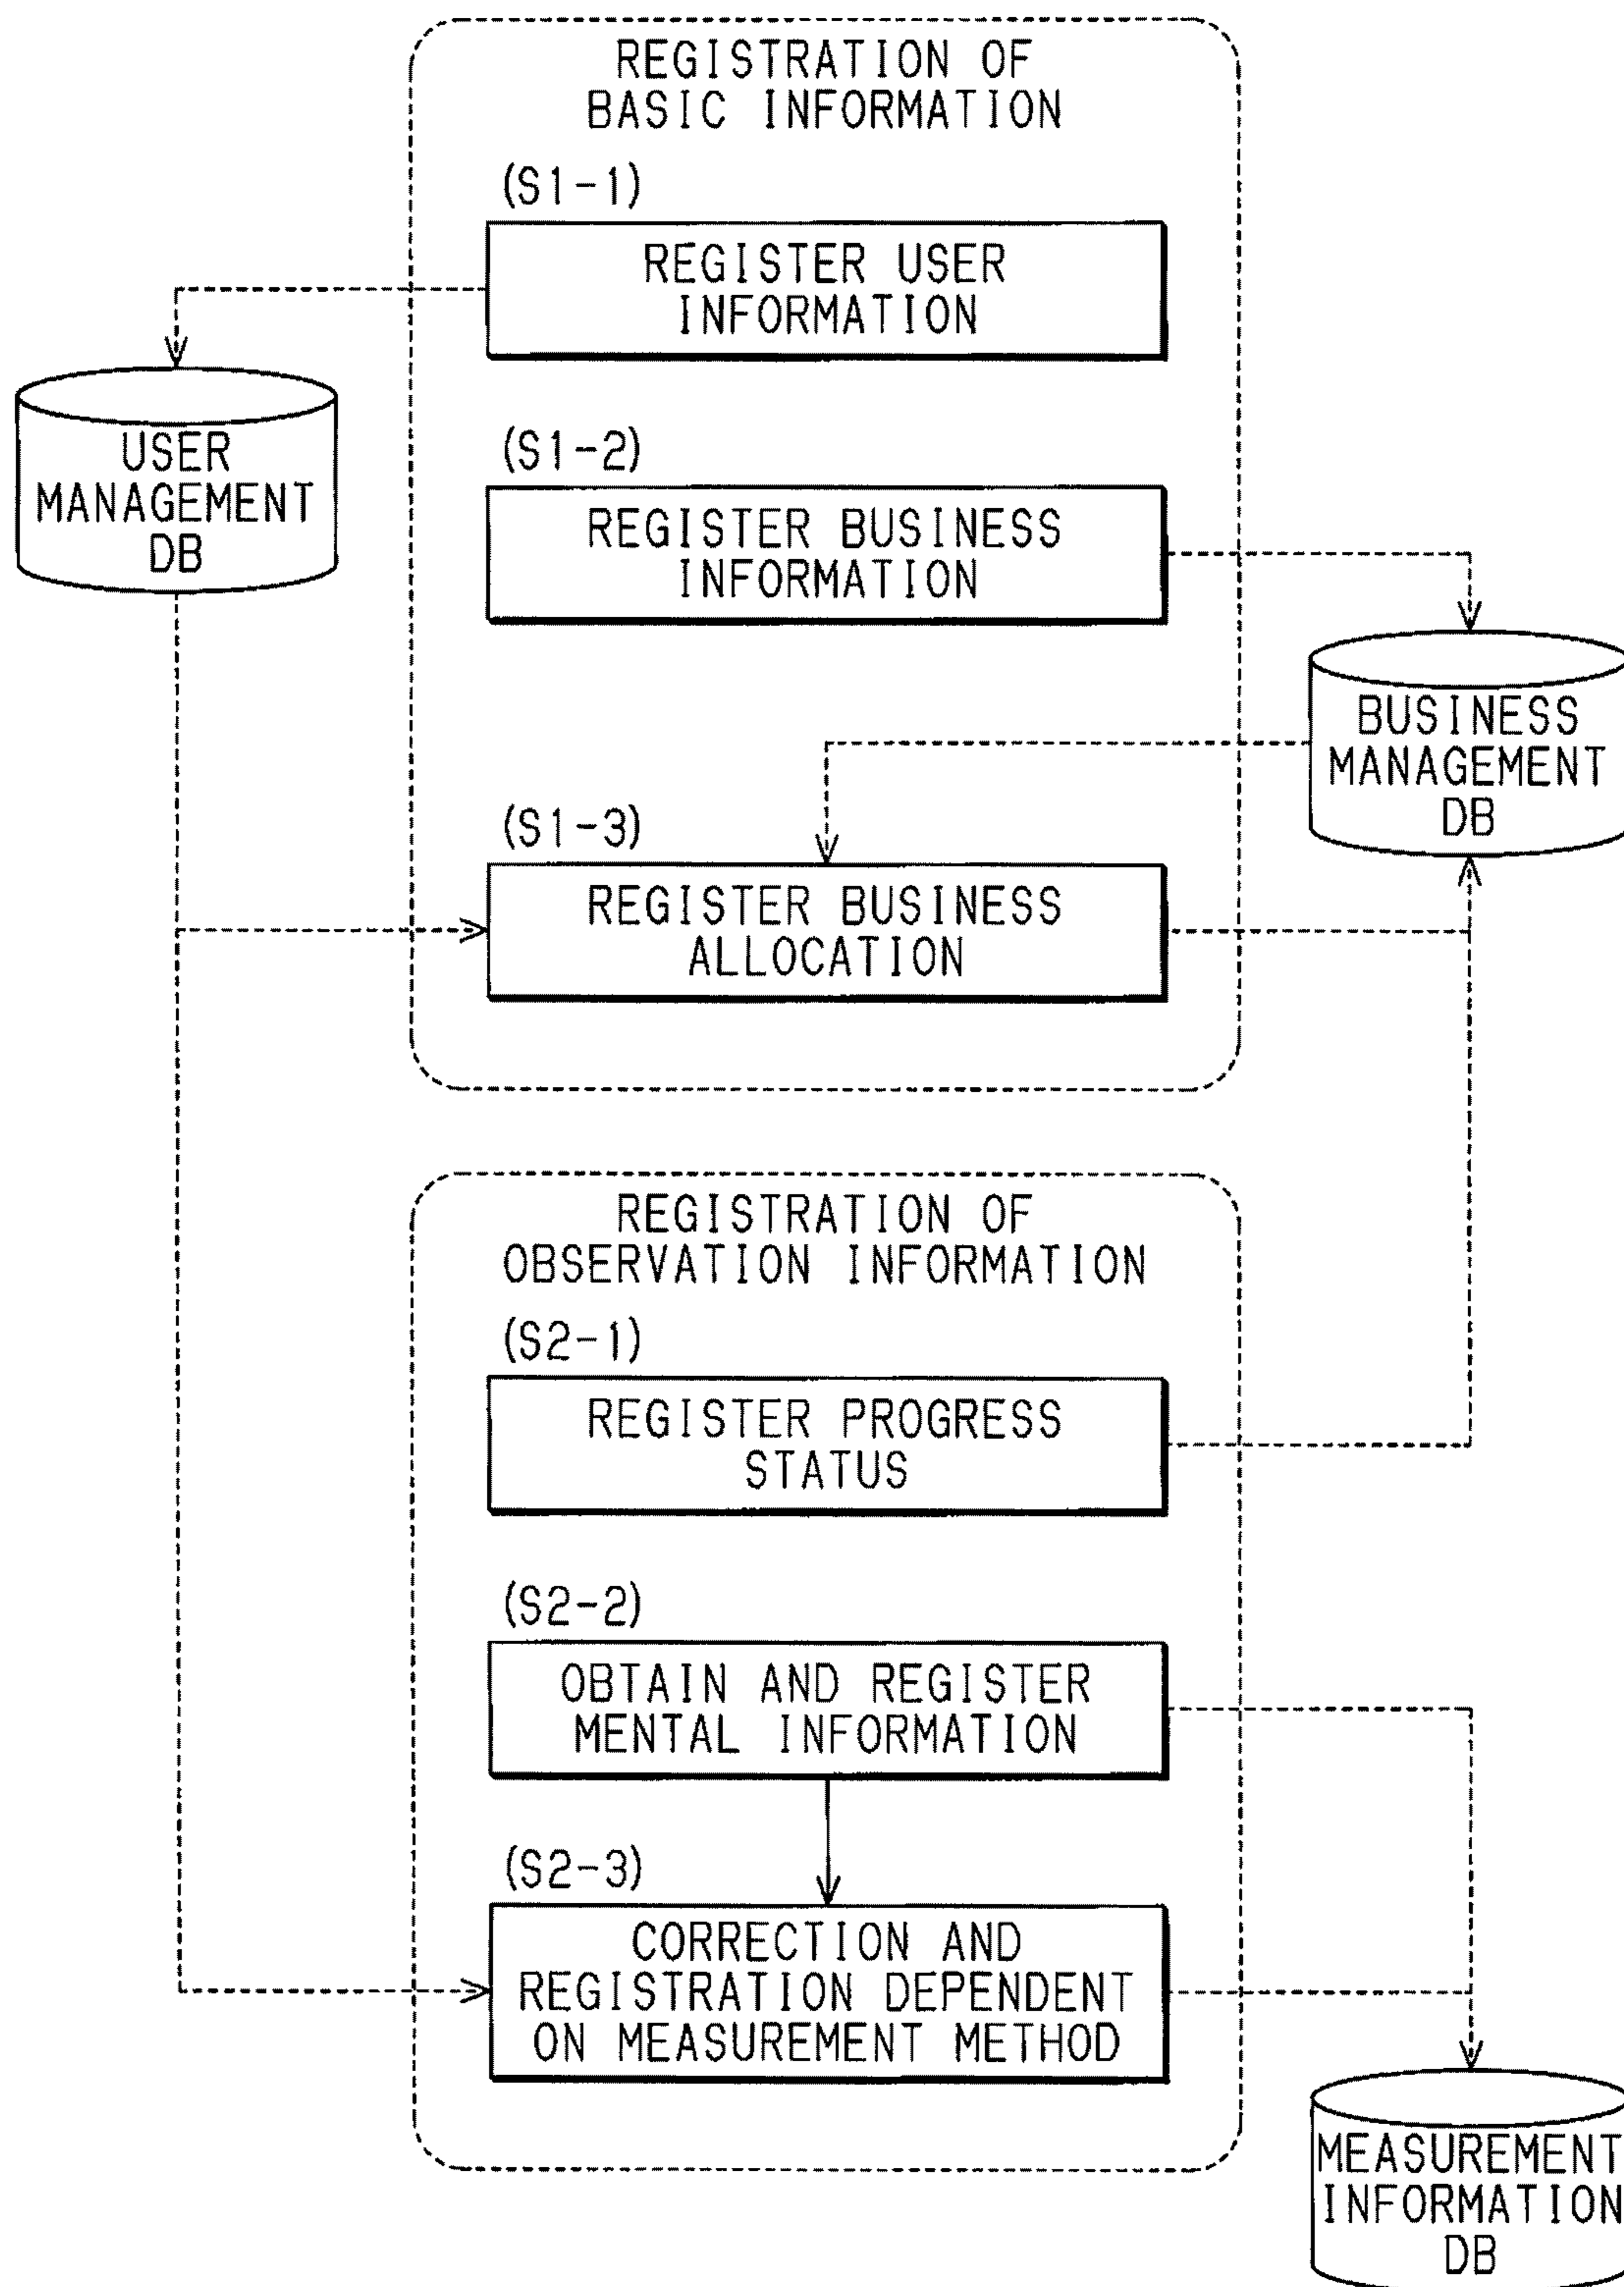 REGISTRATION OF
BASIC INFORMATION
(S1-1)
REGISTER USER
INFORMATION
USER
MANAGEMENT
DB
(S1-2)
REGISTER BUSINESS
INFORMATION
BUSINESS
MANAGEMENT
DB
(S1-3)
REGISTER BUSINESS
ALLOCATION
REGISTRATION OF
OBSERVATION INFORMATION
(S2-1)
REGISTER PROGRESS
STATUS
(S2-2)
OBTAIN AND REGISTER
MENTAL INFORMATION
(S2-3)
CORRECTION AND
REGISTRATION DEPENDENT
ON MEASUREMENT METHOD
MEASUREMENT
INFORMATION
DB